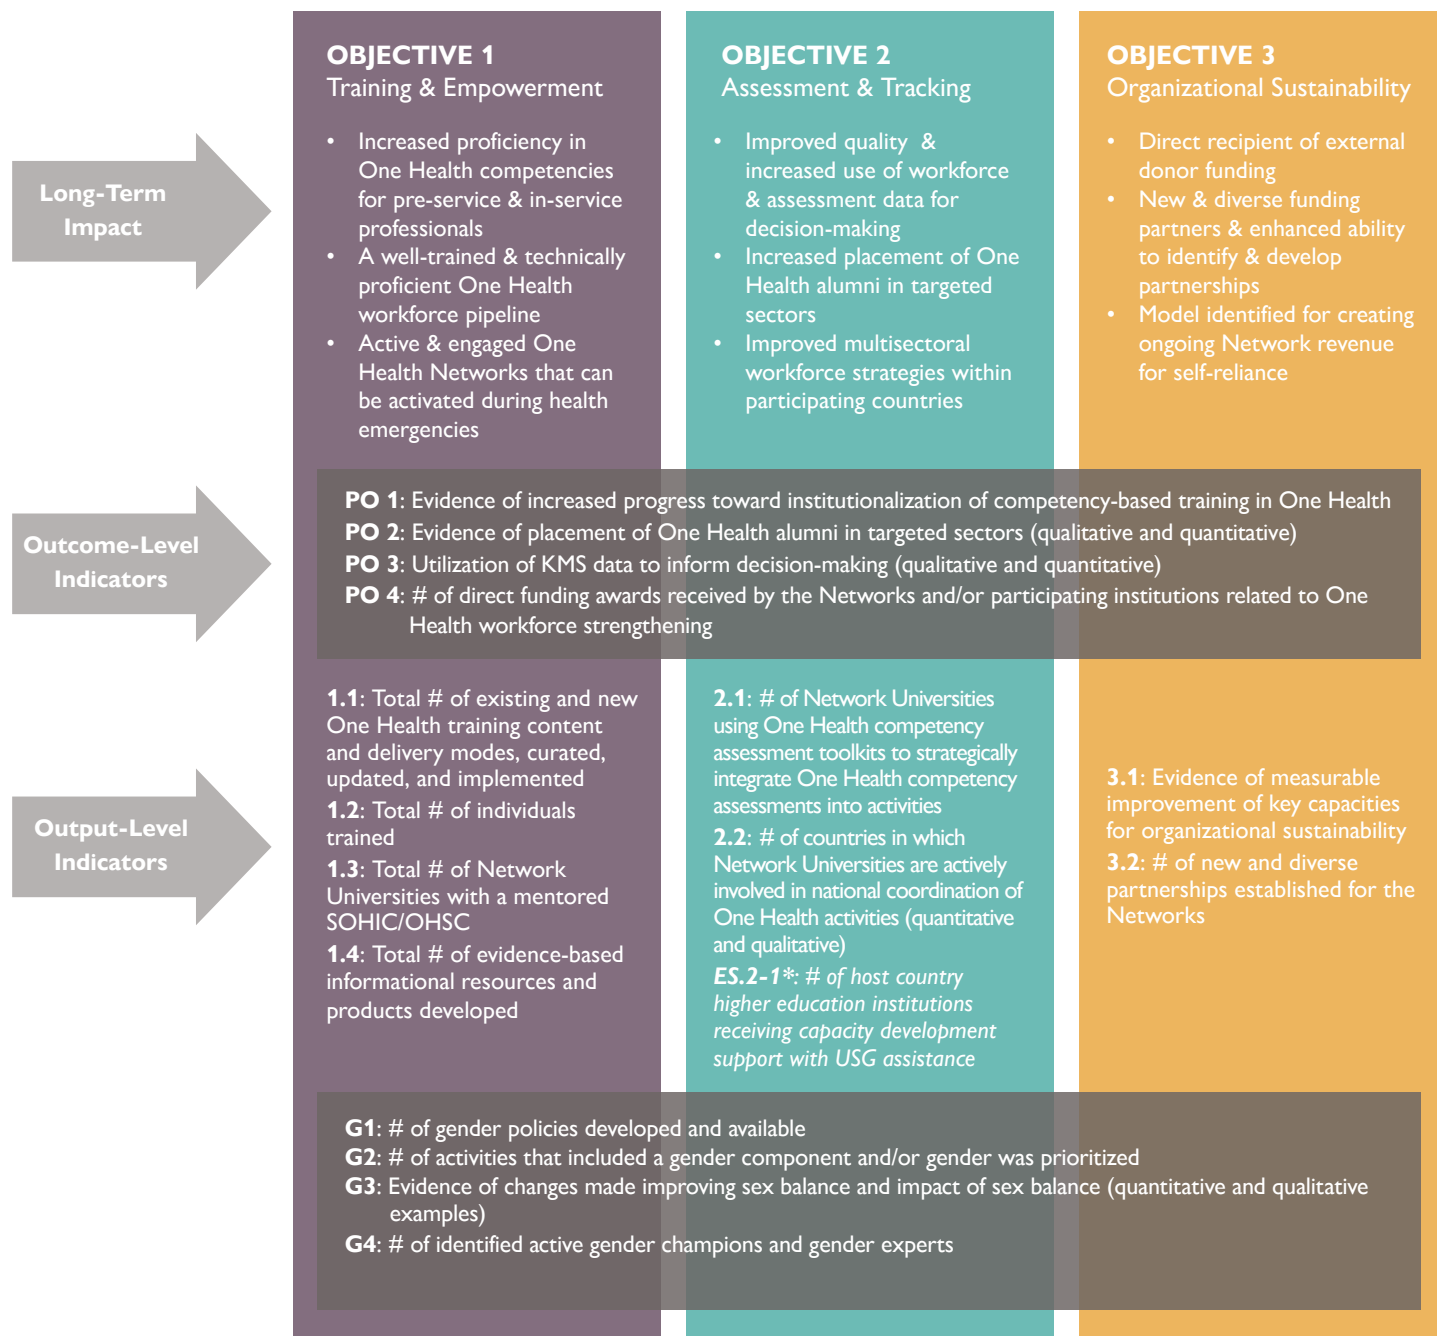 OBJECTIVE 1
Training & Empowerment
OBJECTIVE 2
Assessment & Tracking
OBJECTIVE 3
Organizational Sustainability
Long-Term
Impact
• Increased proficiency in
One Health competencies
for pre-service & in-service
professionals
• A well-trained & technically
proficient One Health
workforce pipeline
• Active & engaged One
Health Networks that can
be activated during health
emergencies
• Improved quality &
increased use of workforce
& assessment data for
decision-making
• Increased placement of One
Health alumni in targeted
sectors
• Improved multisectoral
workforce strategies within
participating countries
• Direct recipient of external
donor funding
• New & diverse funding
partners & enhanced ability
to identify & develop
partnerships
• Model identified for creating
ongoing Network revenue
for self-reliance
Outcome-Level
Indicators
PO 1: Evidence of increased progress toward institutionalization of competency-based training in One Health
PO 2: Evidence of placement of One Health alumni in targeted sectors (qualitative and quantitative)
PO 3: Utilization of KMS data to inform decision-making (qualitative and quantitative)
PO 4: # of direct funding awards received by the Networks and/or participating institutions related to One
Health workforce strengthening
Output-Level
Indicators
1.1: Total # of existing and new
One Health training content
and delivery modes, curated,
updated, and implemented
1.2: Total # of individuals
trained
1.3: Total # of Network
Universities with a mentored
SOHIC/OHSC
1.4: Total # of evidence-based
informational resources and
products developed
2.1: # of Network Universities
using One Health competency
assessment toolkits to strategically
integrate One Health competency
assessments into activities
2.2: # of countries in which
Network Universities are actively
involved in national coordination of
One Health activities (quantitative
and qualitative)
ES.2-1*: # of host country
higher education institutions
receiving capacity development
support with USG assistance
3.1: Evidence of measurable
improvement of key capacities
for organizational sustainability
3.2: # of new and diverse
partnerships established for the
Networks
G1: # of gender policies developed and available
G2: # of activities that included a gender component and/or gender was prioritized
G3: Evidence of changes made improving sex balance and impact of sex balance (quantitative and qualitative
examples)
G4: # of identified active gender champions and gender experts